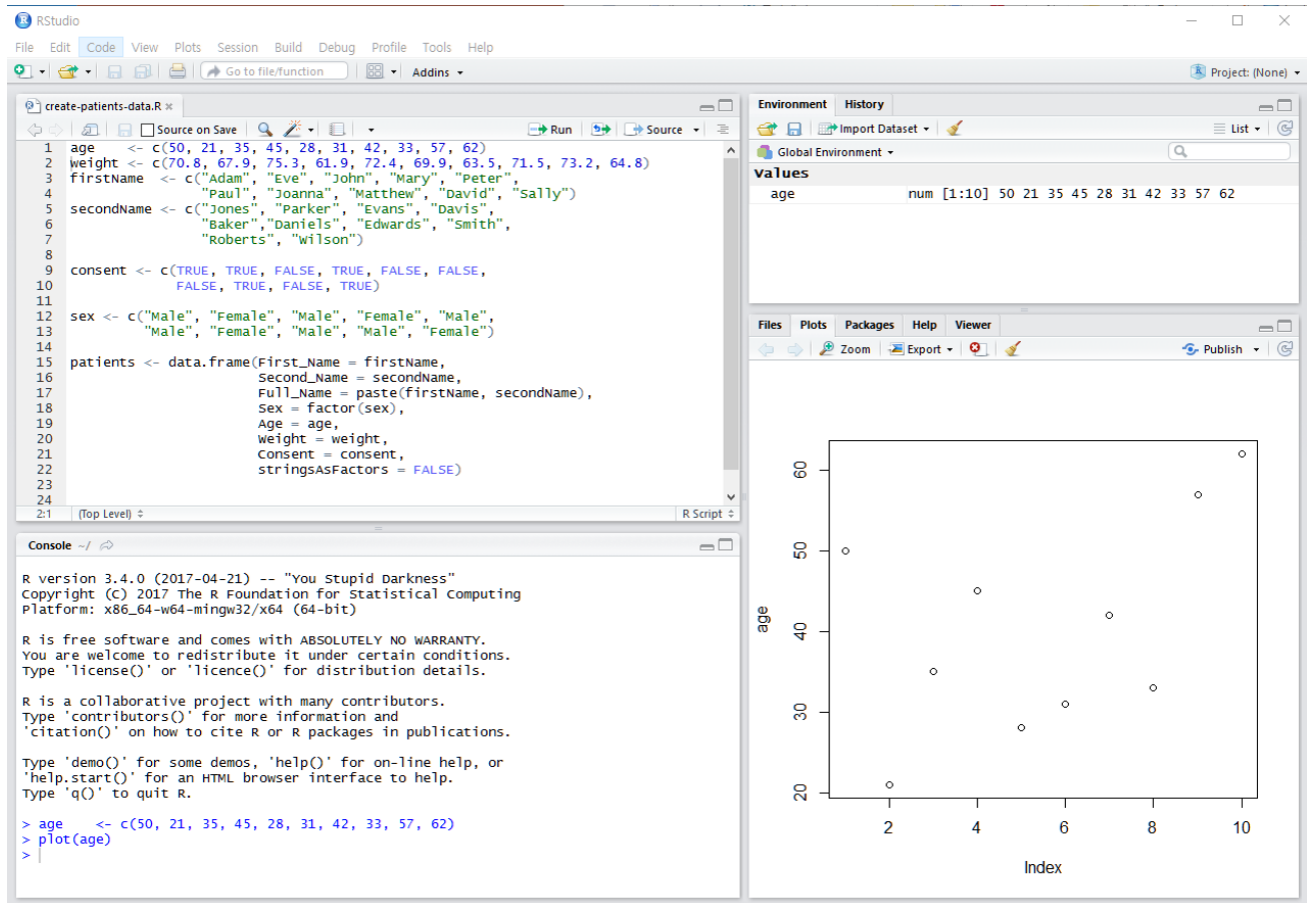 RStudio
File Edit Code View Plots Session Build Debug Profile Tools Help
Go to file/function Addins Project: (None)
create-patients-data.R
Source on Save Run Source
1 age    <- c(50, 21, 35, 45, 28, 31, 42, 33, 57, 62)
2 weight <- c(70.8, 67.9, 75.3, 61.9, 72.4, 69.9, 63.5, 71.5, 73.2, 64.8)
3 firstName  <- c("Adam", "Eve", "John", "Mary", "Peter",
4                 "Paul", "Joanna", "Matthew", "David", "Sally")
5 secondName <- c("Jones", "Parker", "Evans", "Davis",
6                 "Baker","Daniels", "Edwards", "Smith",
7                 "Roberts", "Wilson")
8
9 consent <- c(TRUE, TRUE, FALSE, TRUE, FALSE, FALSE,
10              FALSE, TRUE, FALSE, TRUE)
11
12 sex <- c("Male", "Female", "Male", "Female", "Male",
13          "Male", "Female", "Male", "Male", "Female")
14
15 patients <- data.frame(First_Name = firstName,
16                        Second_Name = secondName,
17                        Full_Name = paste(firstName, secondName),
18                        Sex = factor(sex),
19                        Age = age,
20                        Weight = weight,
21                        Consent = consent,
22                        stringsAsFactors = FALSE)
23
24
2:1 (Top Level) R Script
Console ~/
R version 3.4.0 (2017-04-21) -- "You Stupid Darkness"
Copyright (C) 2017 The R Foundation for Statistical Computing
Platform: x86_64-w64-mingw32/x64 (64-bit)
R is free software and comes with ABSOLUTELY NO WARRANTY.
You are welcome to redistribute it under certain conditions.
Type 'license()' or 'licence()' for distribution details.
R is a collaborative project with many contributors.
Type 'contributors()' for more information and
'citation()' on how to cite R or R packages in publications.
Type 'demo()' for some demos, 'help()' for on-line help, or
'help.start()' for an HTML browser interface to help.
Type 'q()' to quit R.
> age    <- c(50, 21, 35, 45, 28, 31, 42, 33, 57, 62)
> plot(age)
>
Environment History
Import Dataset List
Global Environment
Values
age num [1:10] 50 21 35 45 28 31 42 33 57 62
Files Plots Packages Help Viewer
Zoom Export Publish
60
50
40
30
20
age
2 4 6 8 10
Index